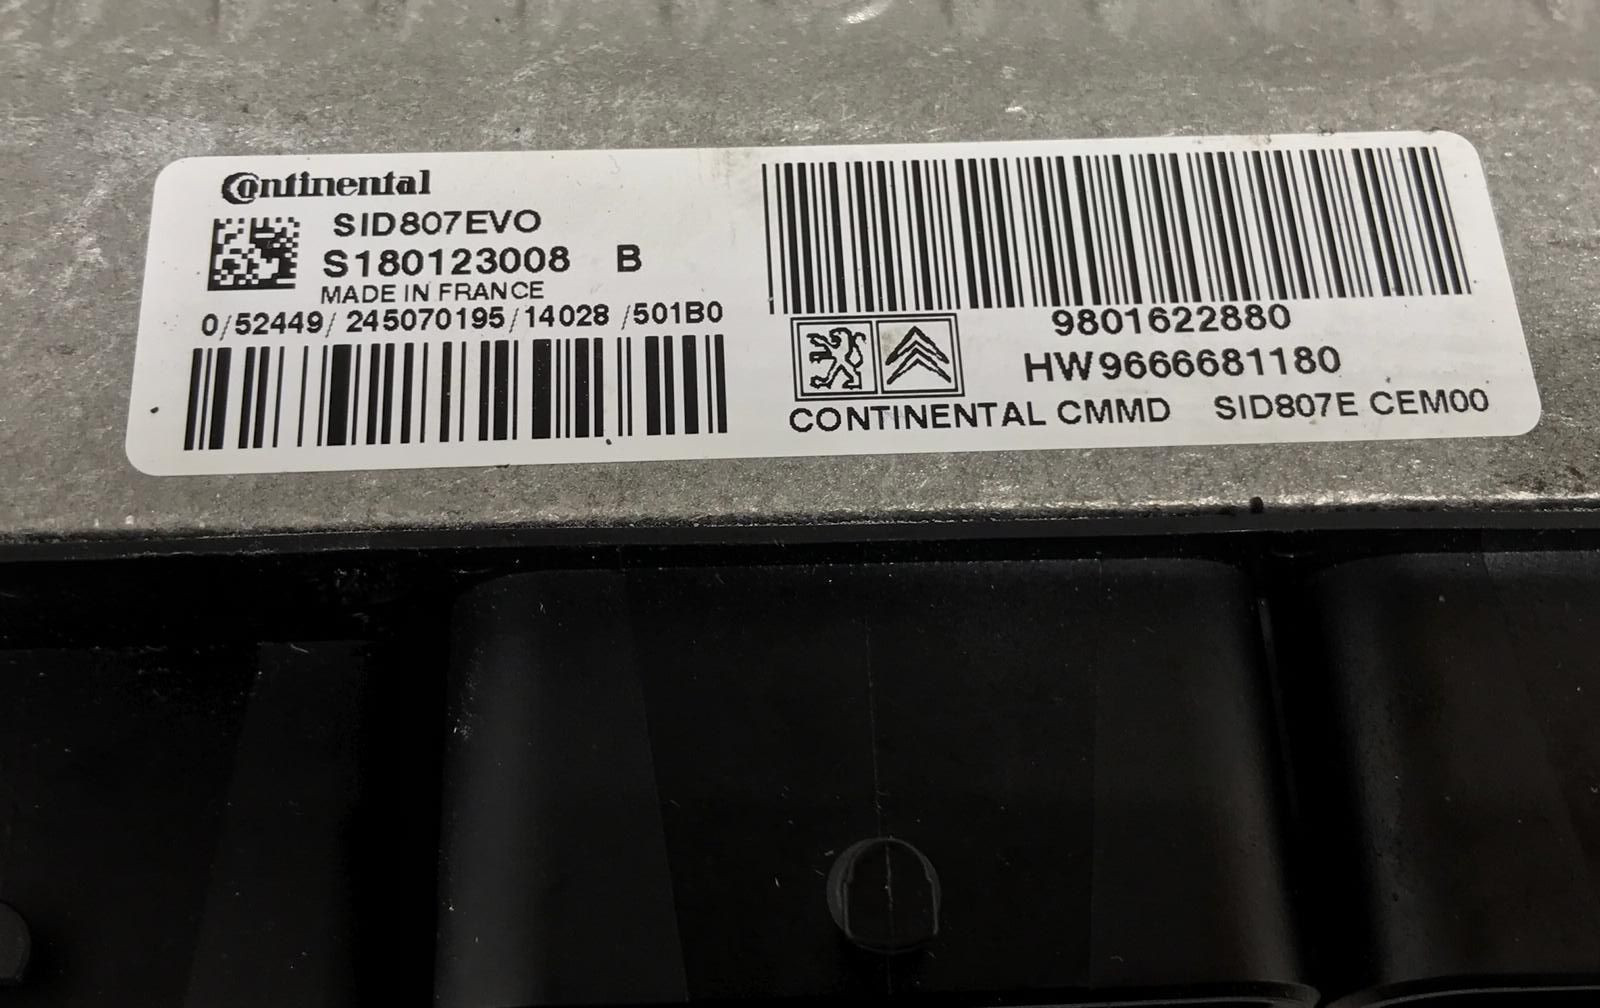 Continental
SID807EVO
S180123008 B
MADE IN FRANCE
0/52449/245070195/14028/501B0
9801622880
HW9666681180
CONTINENTAL CMMD SID807E CEM00